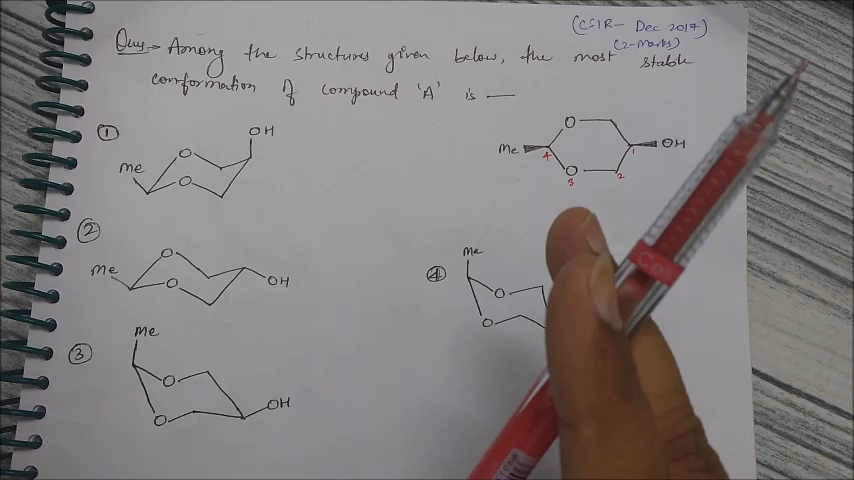 (CSIR- Dec 2017)
(2-Marks)
Ques→ Among the structures given below, the most stable
conformation of compound 'A' is —
① OH
Me O
O
O
Me 4 1 OH
O
3 2
②
O
Me O OH
④ Me
O
O
③ Me
O
O OH